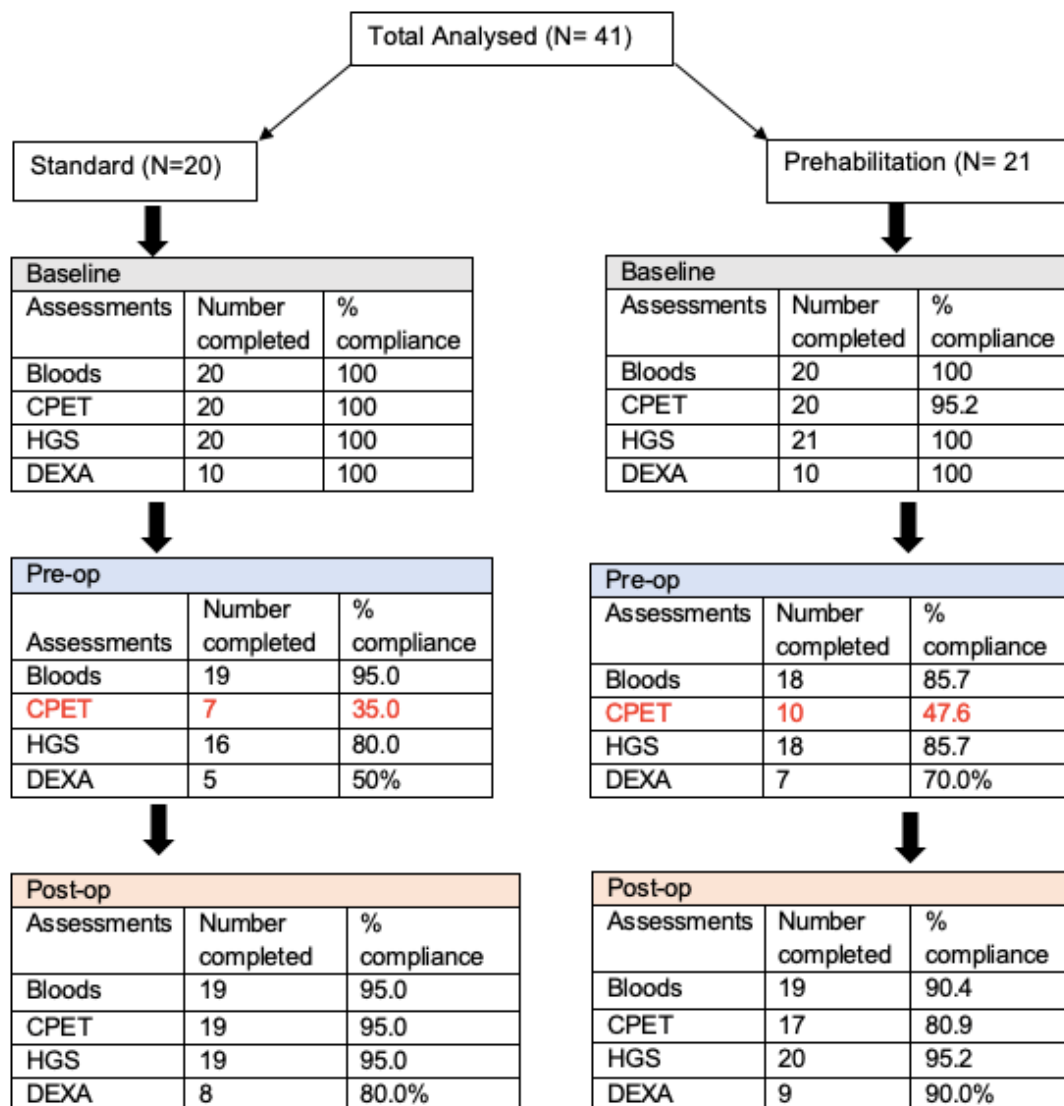 Total Analysed (N= 41)
Standard (N=20)
Prehabilitation (N= 21
Baseline
Assessments Number completed % compliance
Bloods 20 100
CPET 20 100
HGS 20 100
DEXA 10 100
Baseline
Assessments Number completed % compliance
Bloods 20 100
CPET 20 95.2
HGS 21 100
DEXA 10 100
Pre-op
Assessments Number completed % compliance
Bloods 19 95.0
CPET 7 35.0
HGS 16 80.0
DEXA 5 50%
Pre-op
Assessments Number completed % compliance
Bloods 18 85.7
CPET 10 47.6
HGS 18 85.7
DEXA 7 70.0%
Post-op
Assessments Number completed % compliance
Bloods 19 95.0
CPET 19 95.0
HGS 19 95.0
DEXA 8 80.0%
Post-op
Assessments Number completed % compliance
Bloods 19 90.4
CPET 17 80.9
HGS 20 95.2
DEXA 9 90.0%